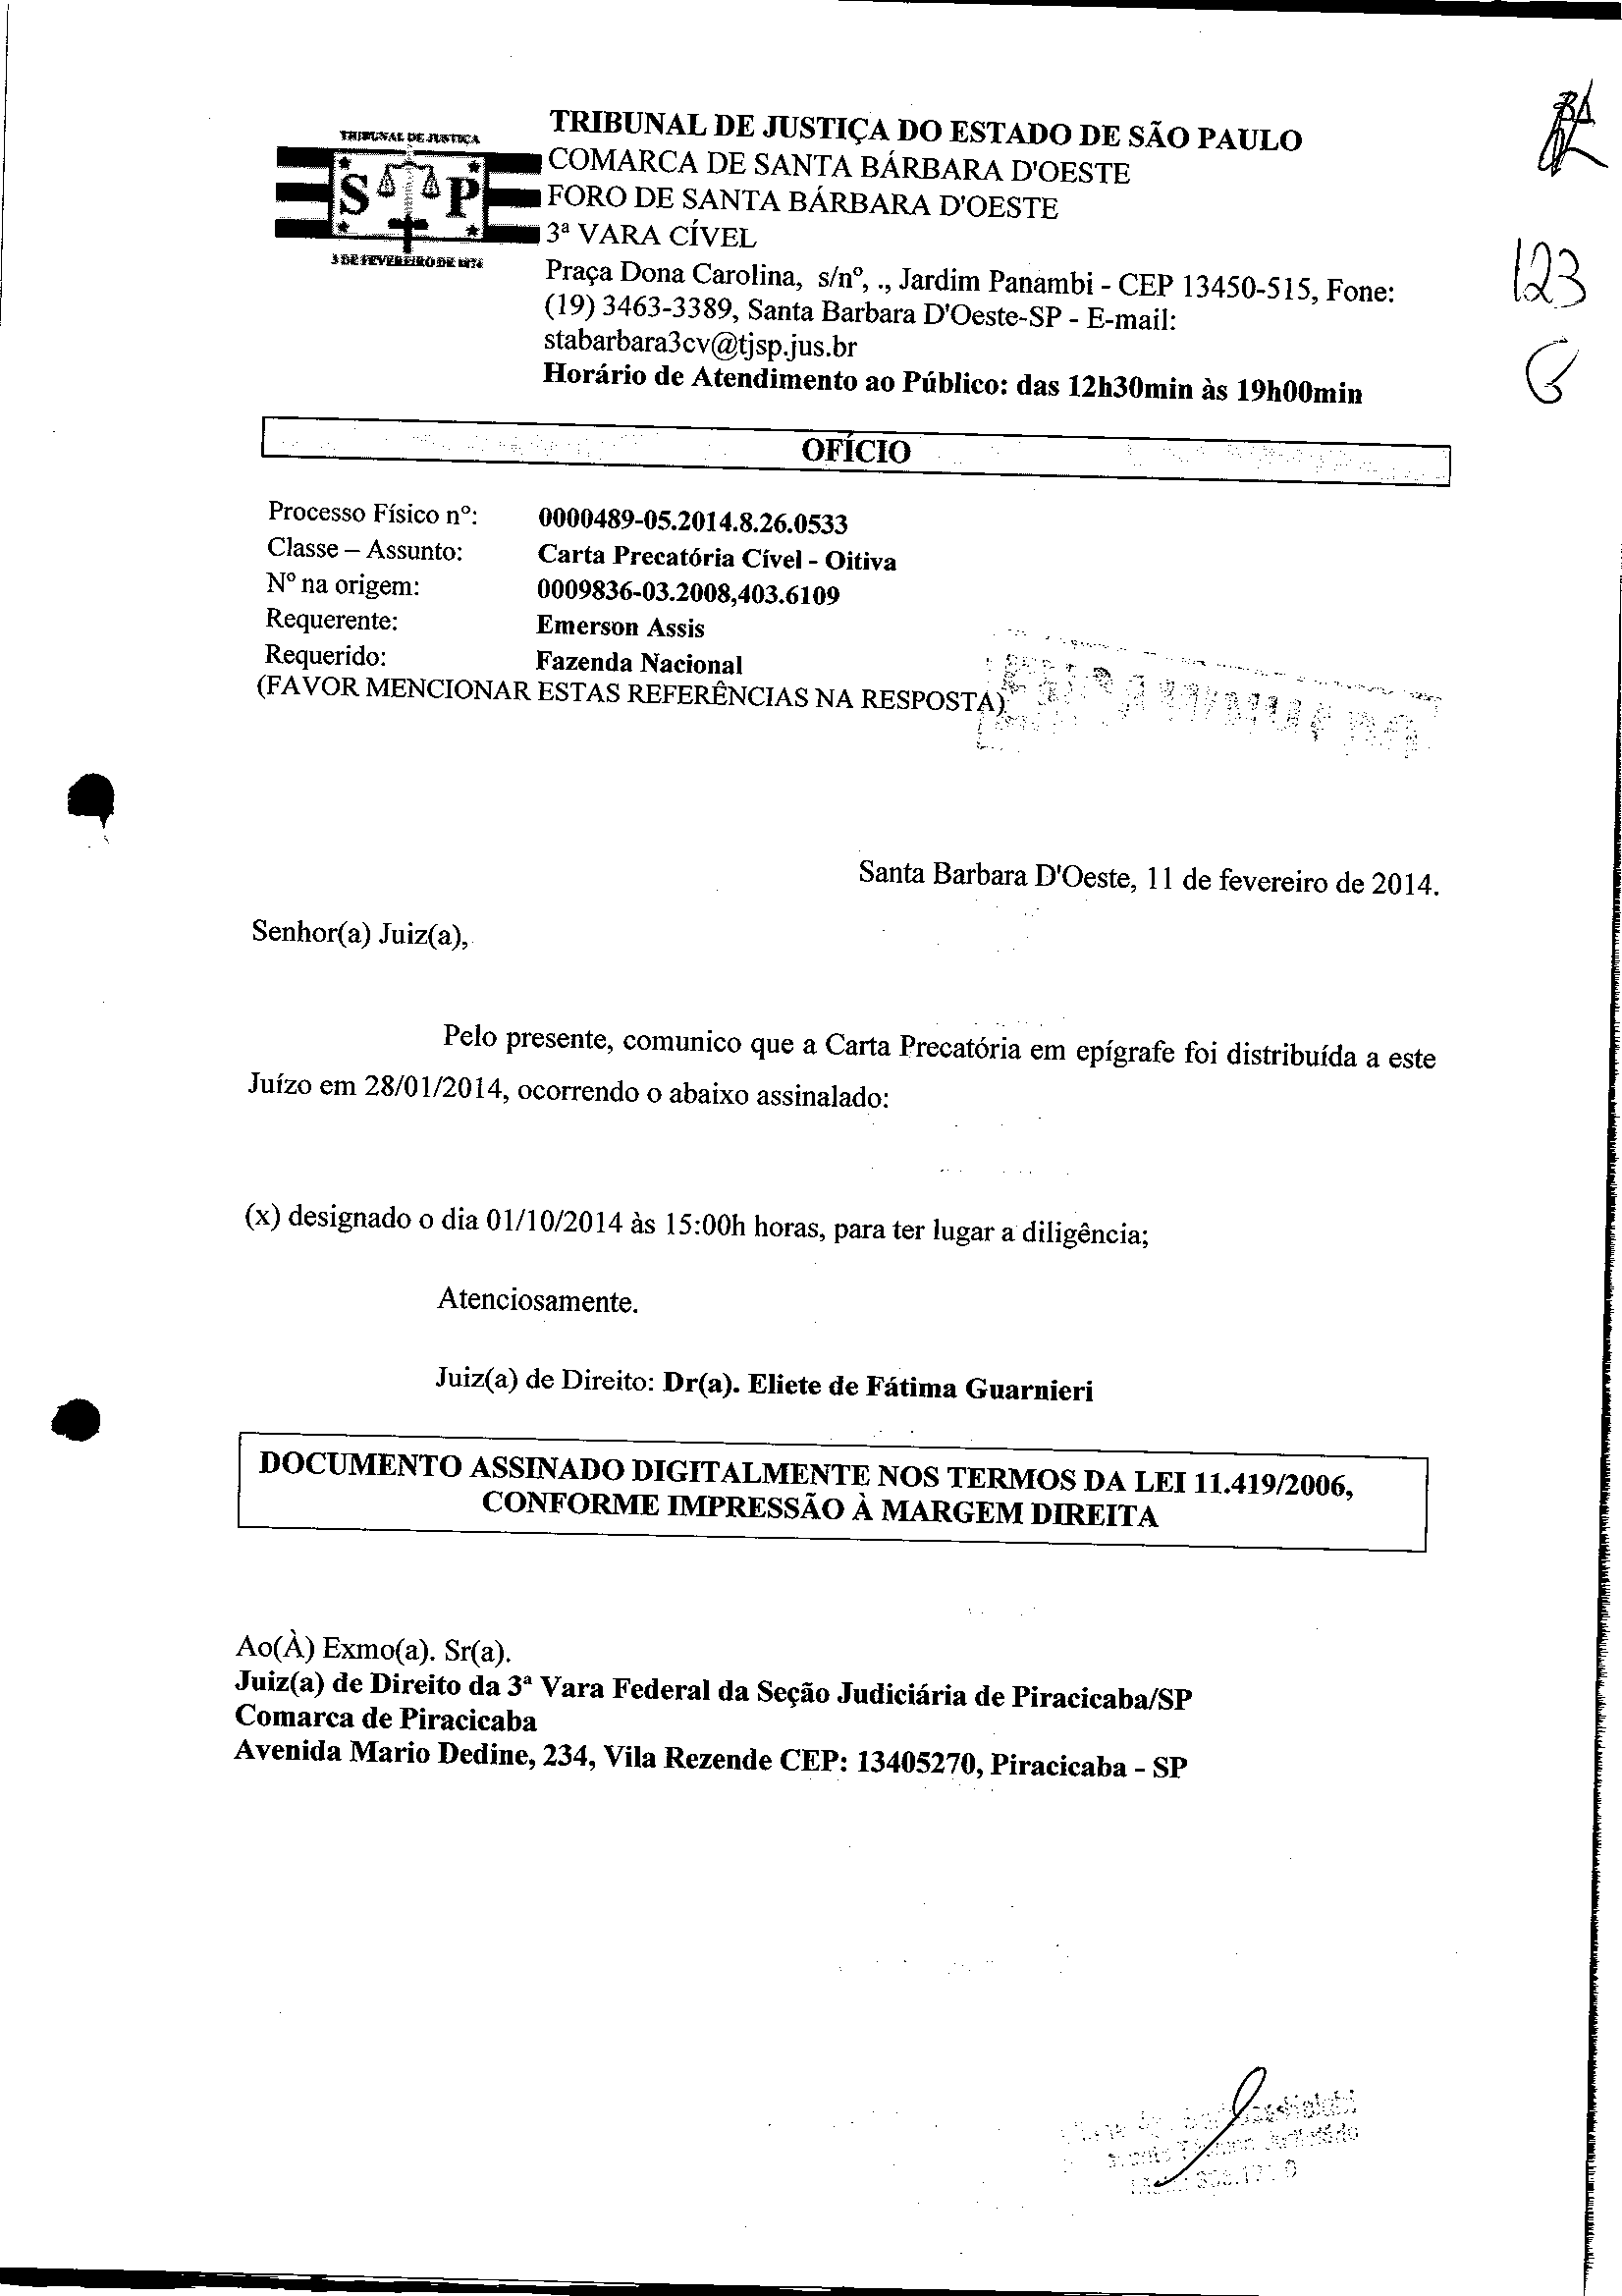 TRIBUNAL DE JUSTIÇA
S P
3 DE FEVEREIRO DE 1874
TRIBUNAL DE JUSTIÇA DO ESTADO DE SÃO PAULO
COMARCA DE SANTA BÁRBARA D'OESTE
FORO DE SANTA BÁRBARA D'OESTE
3ª VARA CÍVEL
Praça Dona Carolina, s/nº, ., Jardim Panambi - CEP 13450-515, Fone:
(19) 3463-3389, Santa Barbara D'Oeste-SP - E-mail:
stabarbara3cv@tjsp.jus.br
Horário de Atendimento ao Público: das 12h30min às 19h00min
123
OFÍCIO
Processo Físico nº: 0000489-05.2014.8.26.0533
Classe – Assunto: Carta Precatória Cível - Oitiva
Nº na origem: 0009836-03.2008,403.6109
Requerente: Emerson Assis
Requerido: Fazenda Nacional
(FAVOR MENCIONAR ESTAS REFERÊNCIAS NA RESPOSTA)
Santa Barbara D'Oeste, 11 de fevereiro de 2014.
Senhor(a) Juiz(a),
Pelo presente, comunico que a Carta Precatória em epígrafe foi distribuída a este
Juízo em 28/01/2014, ocorrendo o abaixo assinalado:
(x) designado o dia 01/10/2014 às 15:00h horas, para ter lugar a diligência;
Atenciosamente.
Juiz(a) de Direito: Dr(a). Eliete de Fátima Guarnieri
DOCUMENTO ASSINADO DIGITALMENTE NOS TERMOS DA LEI 11.419/2006,
CONFORME IMPRESSÃO À MARGEM DIREITA
Ao(À) Exmo(a). Sr(a).
Juiz(a) de Direito da 3ª Vara Federal da Seção Judiciária de Piracicaba/SP
Comarca de Piracicaba
Avenida Mario Dedine, 234, Vila Rezende CEP: 13405270, Piracicaba - SP